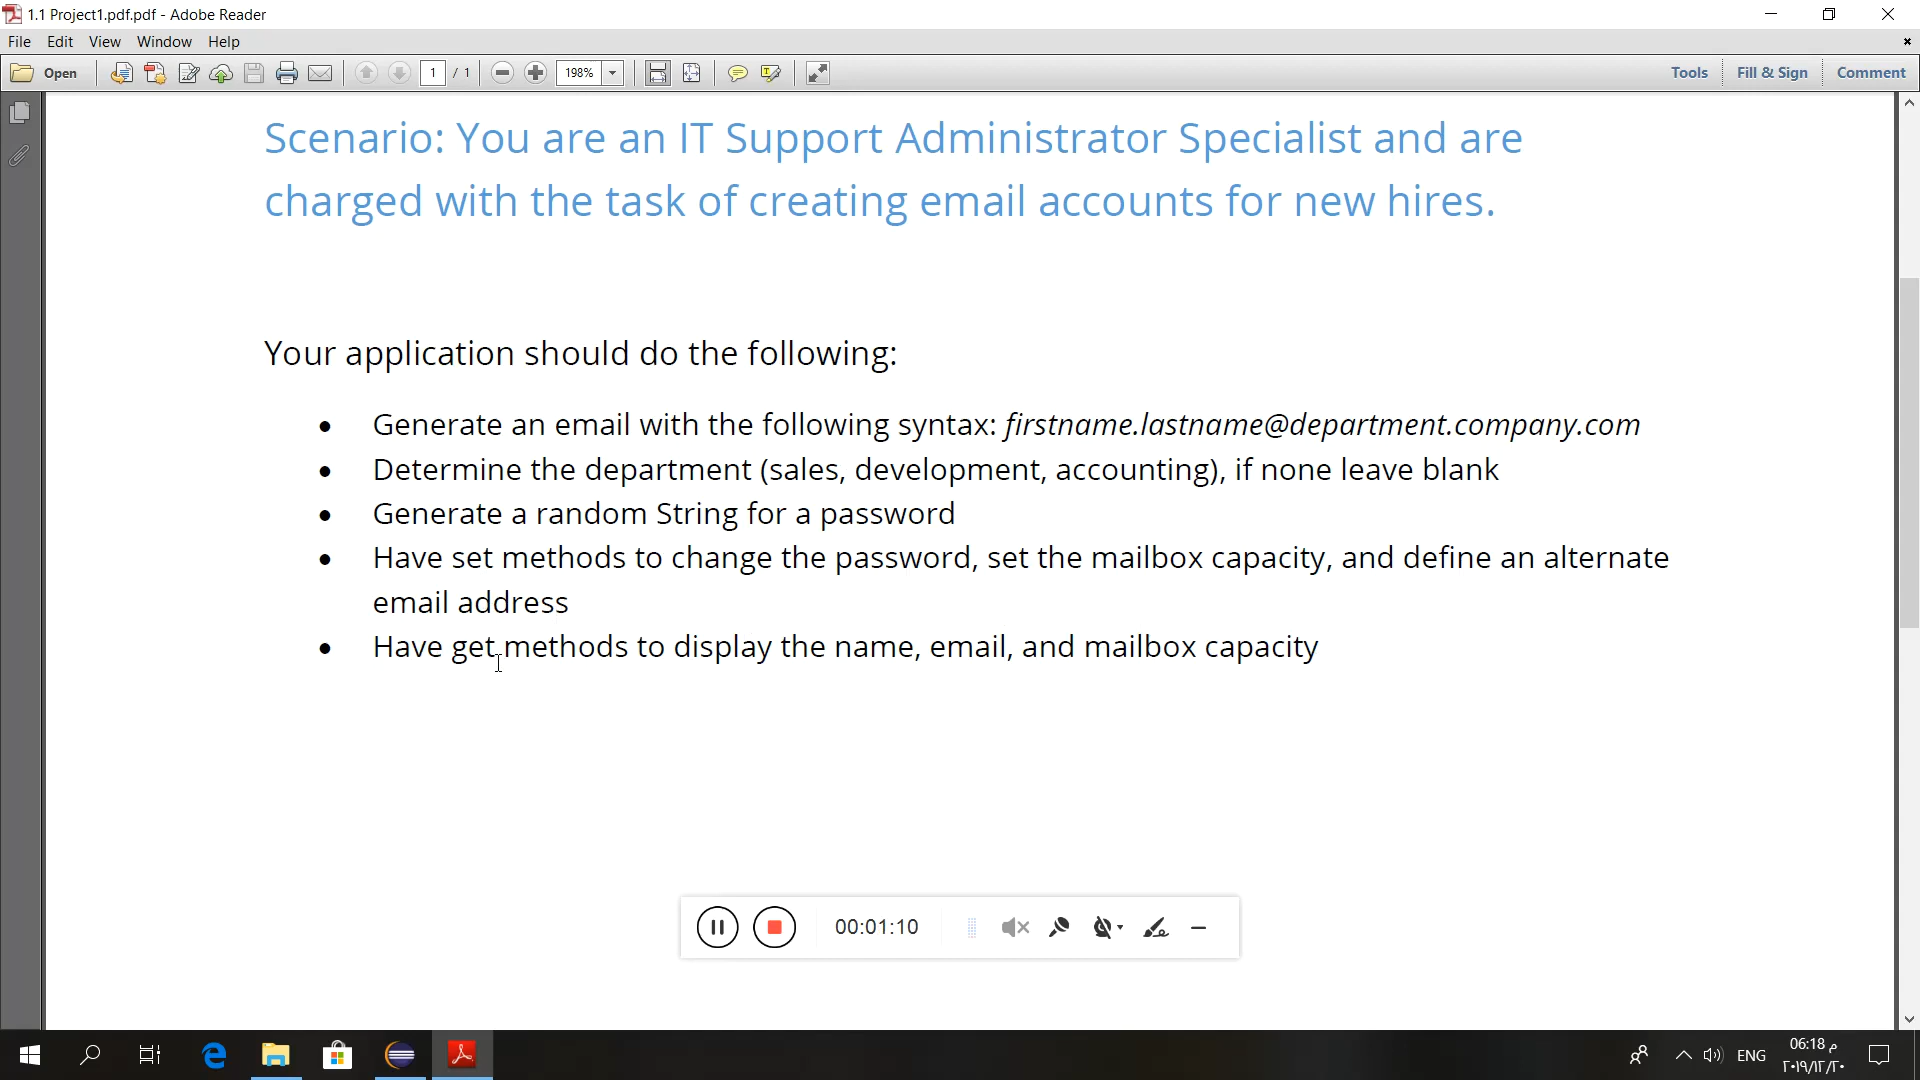 1.1 Project1.pdf.pdf - Adobe Reader
File Edit View Window Help
Open 1 / 1 198% Tools Fill & Sign Comment
Scenario: You are an IT Support Administrator Specialist and are
charged with the task of creating email accounts for new hires.
Your application should do the following:
• Generate an email with the following syntax: firstname.lastname@department.company.com
• Determine the department (sales, development, accounting), if none leave blank
• Generate a random String for a password
• Have set methods to change the password, set the mailbox capacity, and define an alternate
email address
• Have get methods to display the name, email, and mailbox capacity
00:01:10
ENG
06:18 م
٢٠١٩/١٢/٢٠